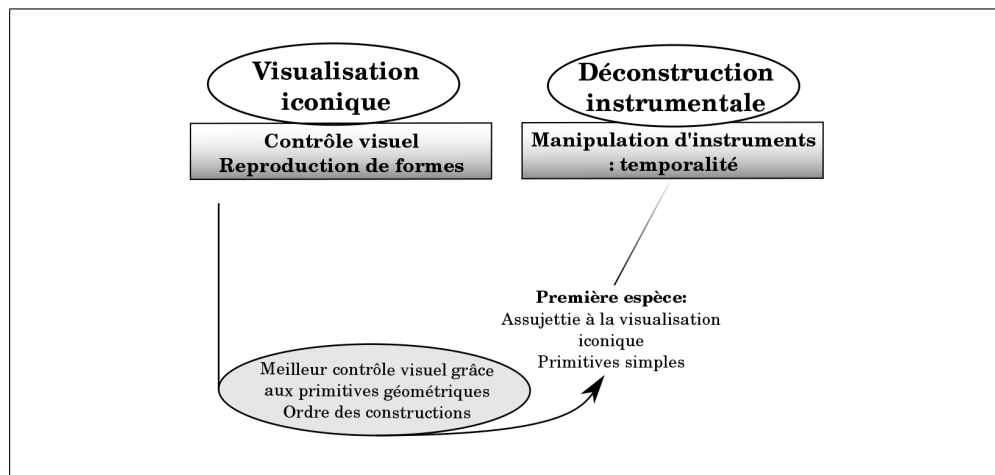 Visualisation
iconique
Contrôle visuel
Reproduction de formes
Déconstruction
instrumentale
Manipulation d'instruments
: temporalité
Première espèce:
Assujettie à la visualisation
iconique
Primitives simples
Meilleur contrôle visuel grâce
aux primitives géométriques
Ordre des constructions